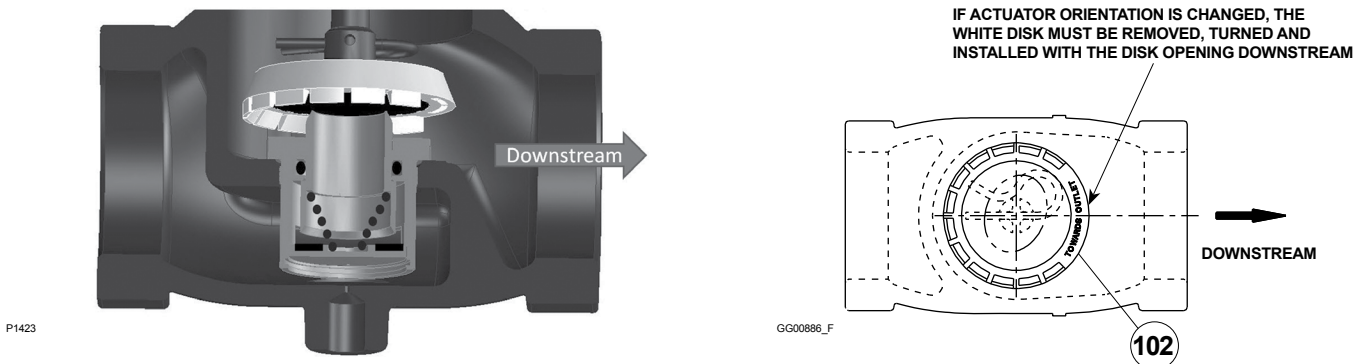 Downstream
P1423
IF ACTUATOR ORIENTATION IS CHANGED, THE
WHITE DISK MUST BE REMOVED, TURNED AND
INSTALLED WITH THE DISK OPENING DOWNSTREAM
TOWARDS OUTLET
DOWNSTREAM
GG00886_F
102